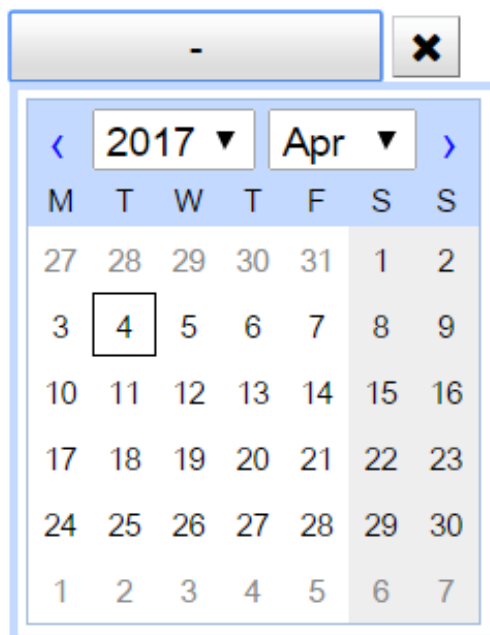 - ✖
‹ 2017 ▼ Apr ▼ ›
M T W T F S S
27 28 29 30 31 1 2
3 4 5 6 7 8 9
10 11 12 13 14 15 16
17 18 19 20 21 22 23
24 25 26 27 28 29 30
1 2 3 4 5 6 7